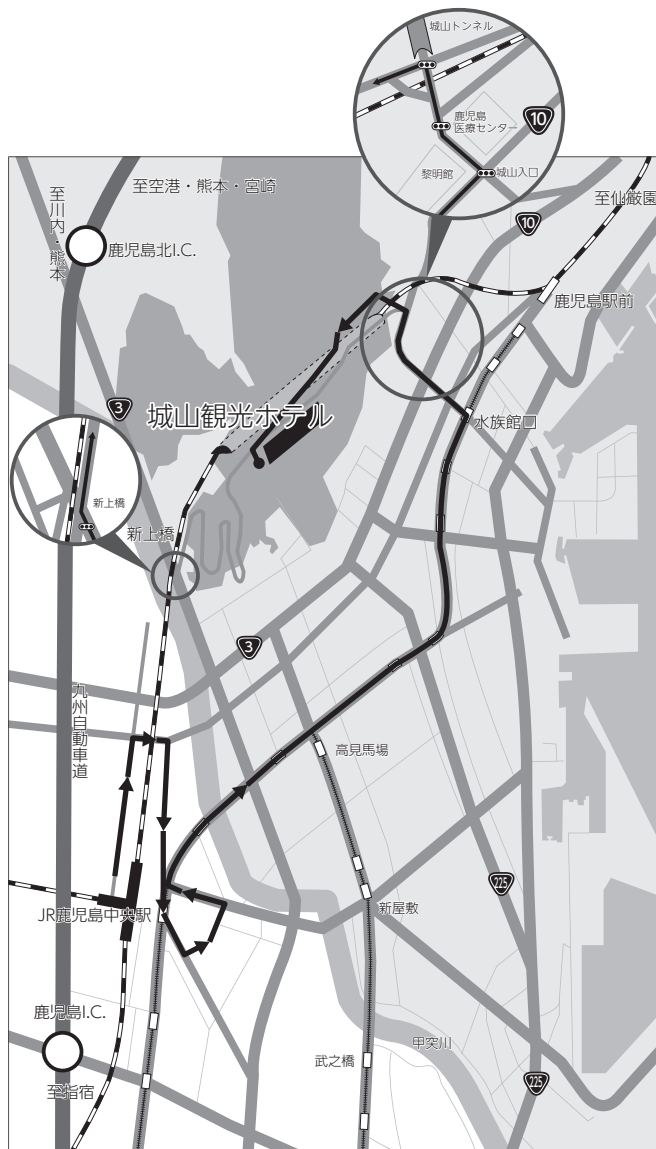 城山トンネル
鹿児島
医療センター
10
黎明館
城山入口
至空港・熊本・宮崎
至川内・熊本
至仙厳園
10
鹿児島北I.C.
鹿児島駅前
3
城山観光ホテル
水族館口
新上橋
新上橋
3
九州自動車道
高見馬場
225
JR鹿児島中央駅
新屋敷
鹿児島I.C.
甲突川
武之橋
225
至指宿